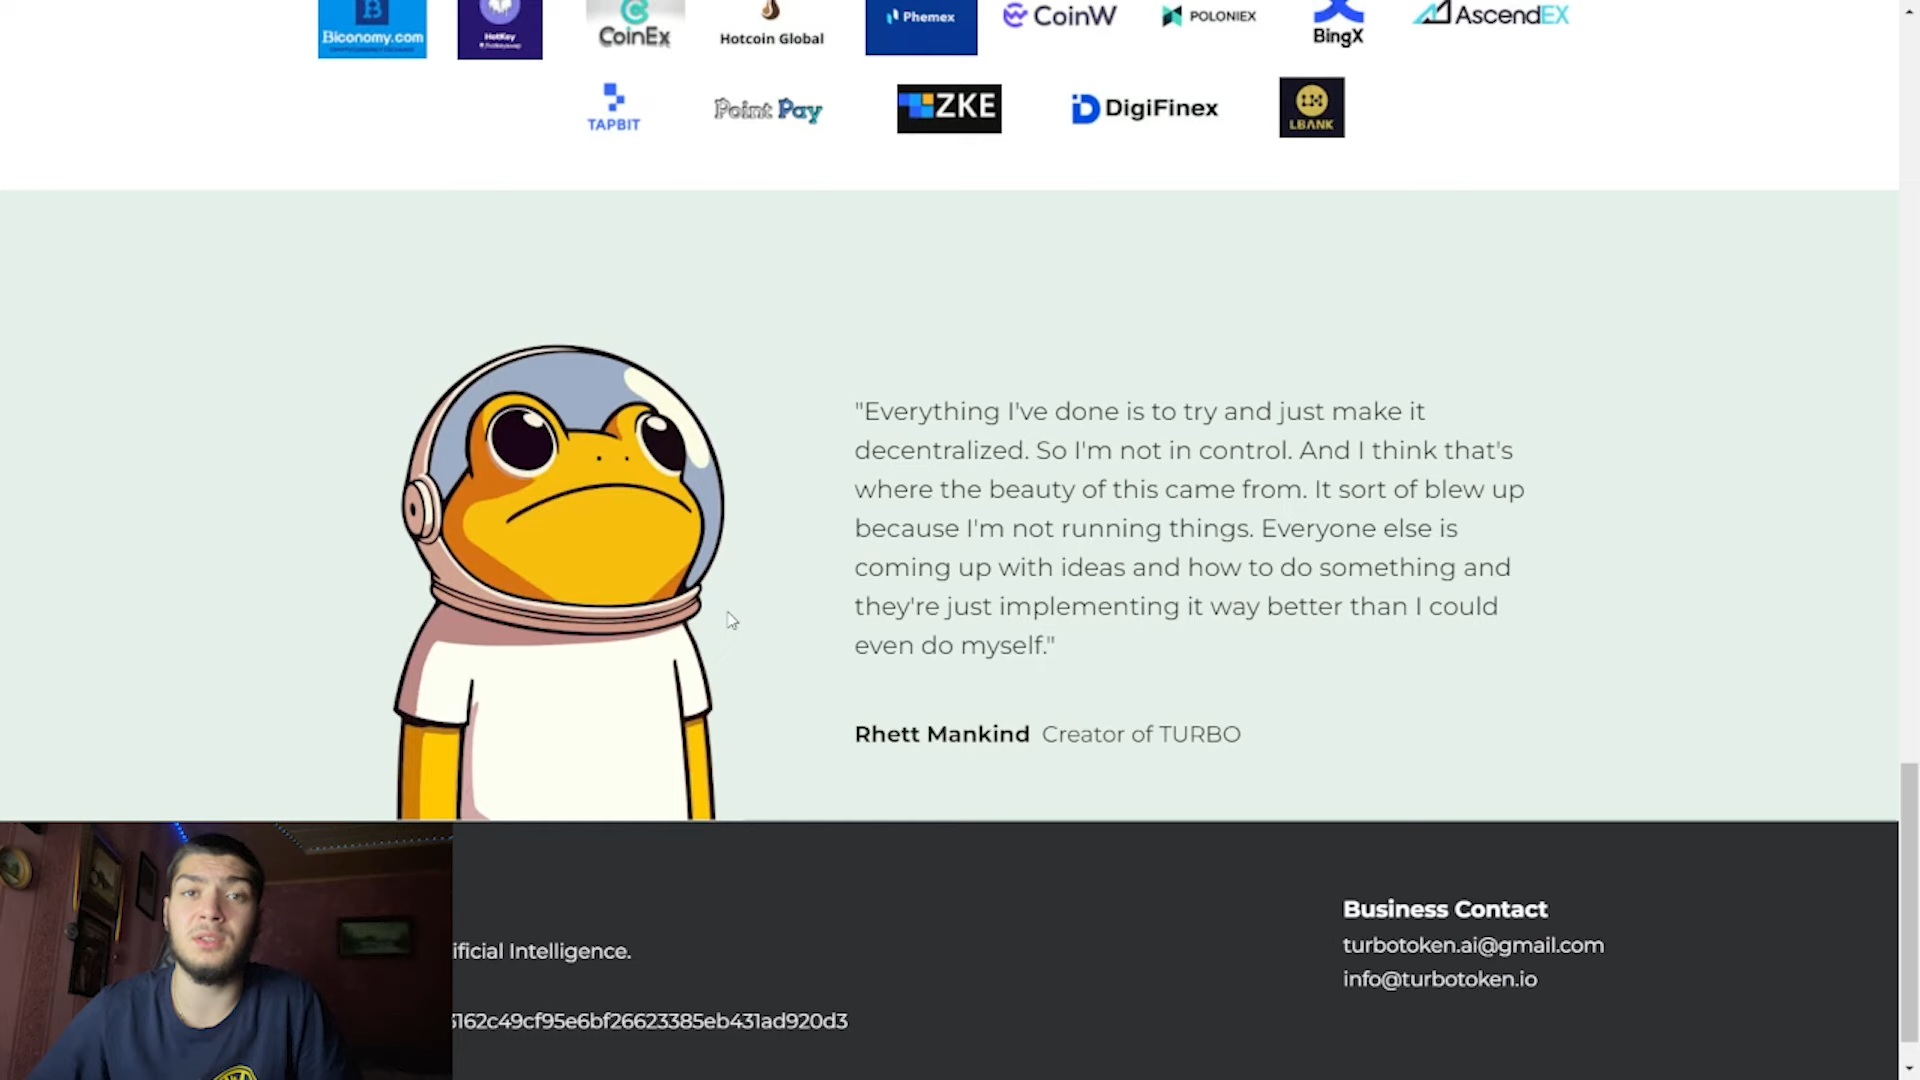 Biconomy.com
HotKey
CoinEx
Hotcoin Global
Phemex
CoinW
POLONIEX
BingX
AscendEX
TAPBIT
Point Pay
ZKE
DigiFinex
LBANK
"Everything I've done is to try and just make it
decentralized. So I'm not in control. And I think that's
where the beauty of this came from. It sort of blew up
because I'm not running things. Everyone else is
coming up with ideas and how to do something and
they're just implementing it way better than I could
even do myself."
Rhett Mankind Creator of TURBO
ificial Intelligence.
3162c49cf95e6bf26623385eb431ad920d3
Business Contact
turbotoken.ai@gmail.com
info@turbotoken.io